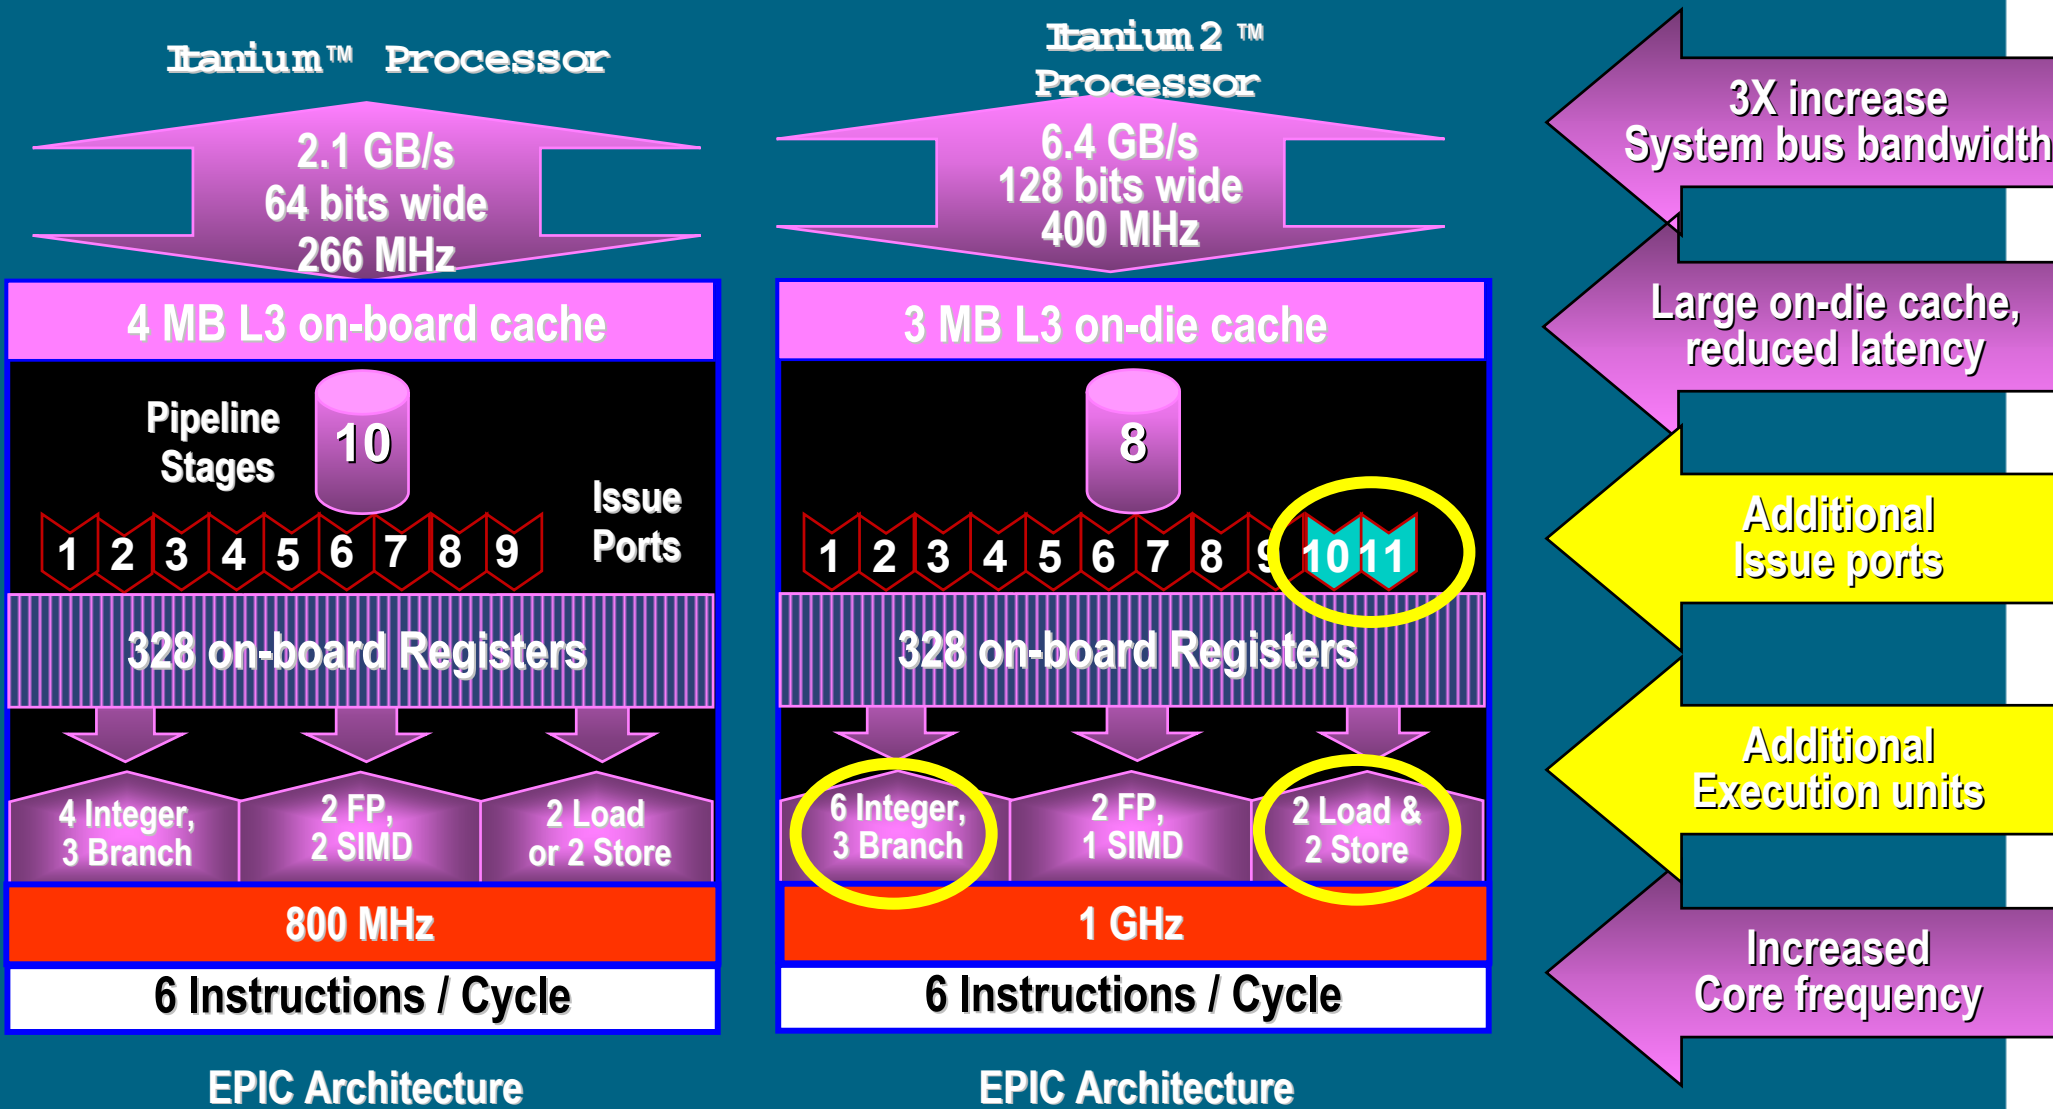 Itanium™ Processor
2.1 GB/s
64 bits wide
266 MHz
4 MB L3 on-board cache
Pipeline
Stages
10
Issue
Ports
1 2 3 4 5 6 7 8 9
328 on-board Registers
4 Integer,
3 Branch
2 FP,
2 SIMD
2 Load
or 2 Store
800 MHz
6 Instructions / Cycle
EPIC Architecture
Itanium 2 ™
Processor
6.4 GB/s
128 bits wide
400 MHz
3 MB L3 on-die cache
8
1 2 3 4 5 6 7 8 9 10 11
328 on-board Registers
6 Integer,
3 Branch
2 FP,
1 SIMD
2 Load &
2 Store
1 GHz
6 Instructions / Cycle
EPIC Architecture
3X increase
System bus bandwidth
Large on-die cache,
reduced latency
Additional
Issue ports
Additional
Execution units
Increased
Core frequency